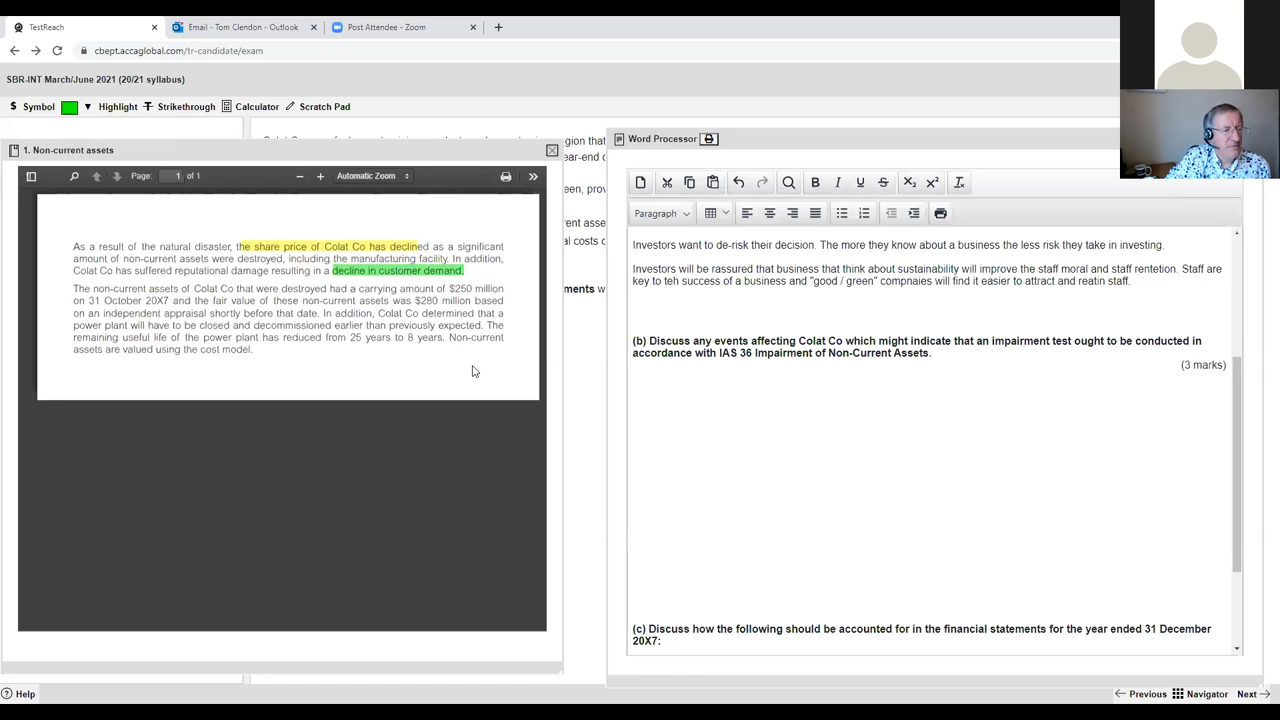 TestReach
Email - Tom Clendon - Outlook
Post Attendee - Zoom
cbept.accaglobal.com/tr-candidate/exam
SBR-INT March/June 2021 (20/21 syllabus)
$ Symbol
Highlight
Strikethrough
Calculator
Scratch Pad
1. Non-current assets
Page: 1 of 1
Automatic Zoom
As a result of the natural disaster, the share price of Colat Co has declined as a significant
amount of non-current assets were destroyed, including the manufacturing facility. In addition,
Colat Co has suffered reputational damage resulting in a decline in customer demand.
The non-current assets of Colat Co that were destroyed had a carrying amount of $250 million
on 31 October 20X7 and the fair value of these non-current assets was $280 million based
on an independent appraisal shortly before that date. In addition, Colat Co determined that a
power plant will have to be closed and decommissioned earlier than previously expected. The
remaining useful life of the power plant has reduced from 25 years to 8 years. Non-current
assets are valued using the cost model.
gion that
ear-end
een, prov
ent asse
al costs
ments w
Word Processor
Paragraph
Investors want to de-risk their decision. The more they know about a business the less risk they take in investing.
Investors will be rassured that business that think about sustainability will improve the staff moral and staff rentetion. Staff are
key to teh success of a business and "good / green" compnaies will find it easier to attract and reatin staff.
(b) Discuss any events affecting Colat Co which might indicate that an impairment test ought to be conducted in
accordance with IAS 36 Impairment of Non-Current Assets.
(3 marks)
(c) Discuss how the following should be accounted for in the financial statements for the year ended 31 December
20X7:
Help
Previous
Navigator
Next